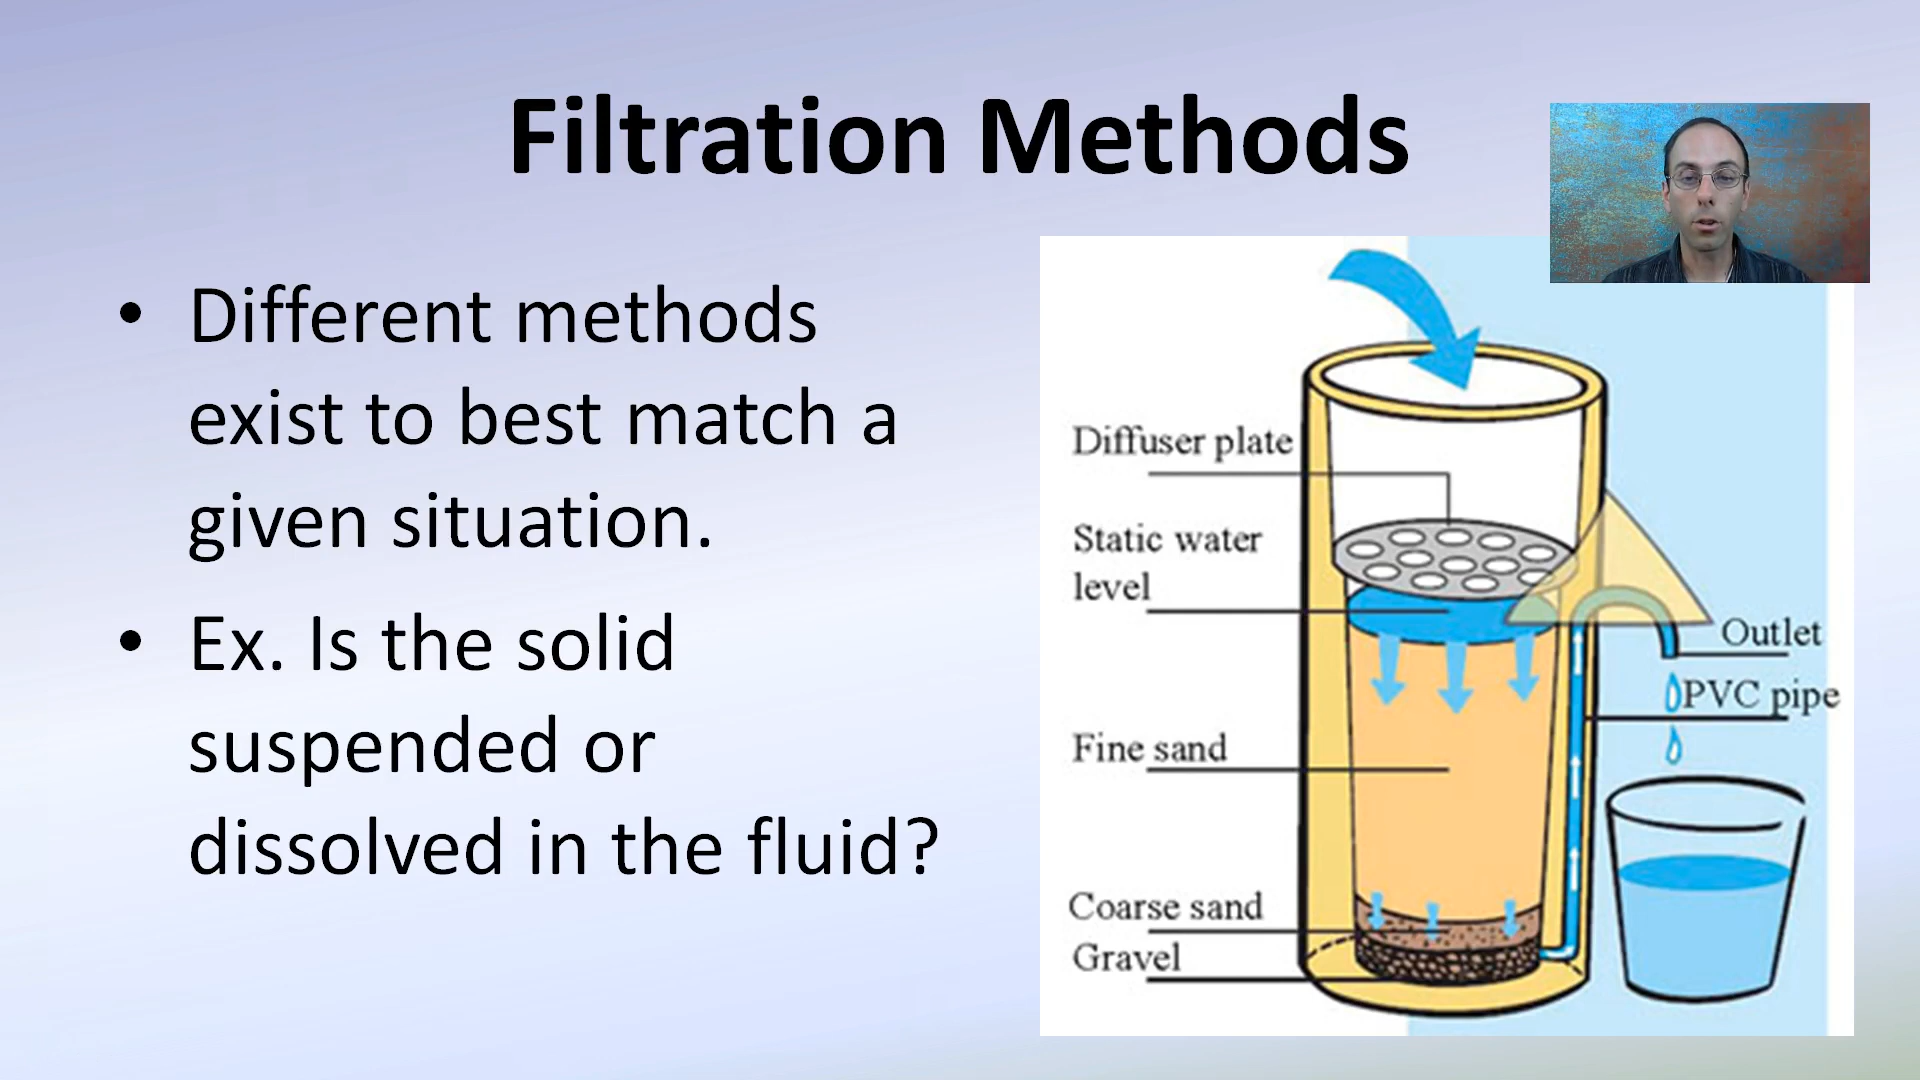 Filtration Methods
• Different methods
exist to best match a
given situation.
• Ex. Is the solid
suspended or
dissolved in the fluid?
Diffuser plate
Static water
level
Fine sand
Coarse sand
Gravel
Outlet
PVC pipe